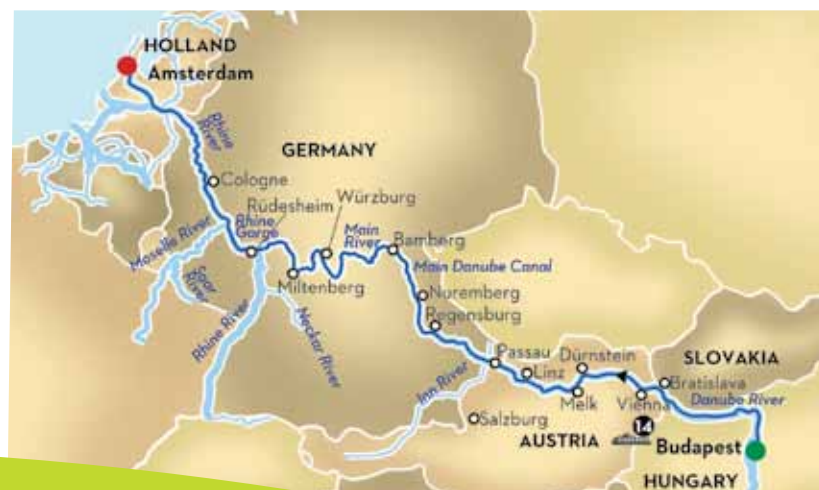 HOLLAND
Amsterdam
Rhine
River
GERMANY
Cologne
Rüdesheim
Würzburg
Rhine
Gorge
Main
River
Bamberg
Moselle River
Saar
River
Miltenberg
Main Danube Canal
Nuremberg
Regensburg
Rhine River
Neckar River
Passau
Dürnstein
SLOVAKIA
Linz
Bratislava
Inn River
Melk
Vienna
Danube River
Salzburg
14
AUSTRIA
Budapest
HUNGARY